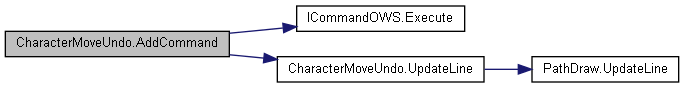 ICommandOWS.Execute
CharacterMoveUndo.AddCommand
CharacterMoveUndo.UpdateLine
PathDraw.UpdateLine